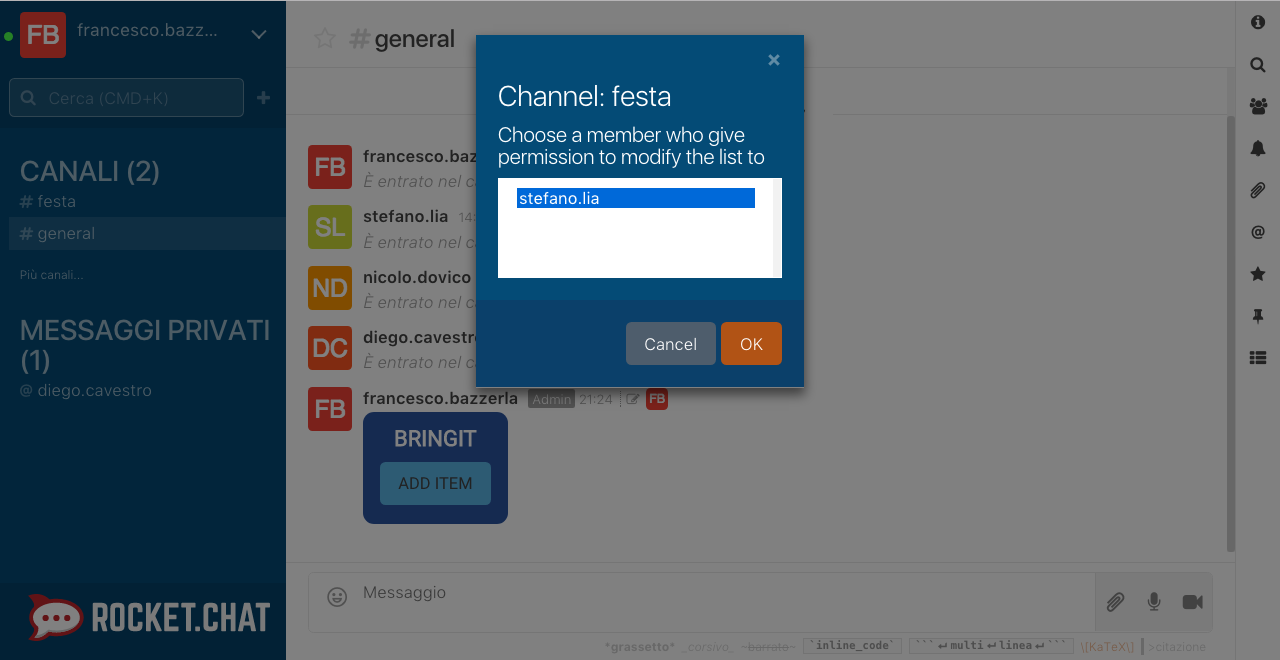 FB francesco.bazz...
Cerca (CMD+K)
CANALI (2)
# festa
# general
Più canali...
MESSAGGI PRIVATI
(1)
@ diego.cavestro
ROCKET.CHAT
#general
×
Channel: festa
Choose a member who give
permission to modify the list to
stefano.lia
Cancel
OK
FB francesco.baz
È entrato nel c
SL stefano.lia 14:
È entrato nel c
ND nicolo.dovico
È entrato nel c
DC diego.cavestr
È entrato nel c
FB francesco.bazzerla Admin 21:24 FB
BRINGIT
ADD ITEM
Messaggio
*grassetto* _corsivo_ ~barrato~ `inline_code` ```↵multi↵linea↵``` \[KaTeX\] >citazione
@